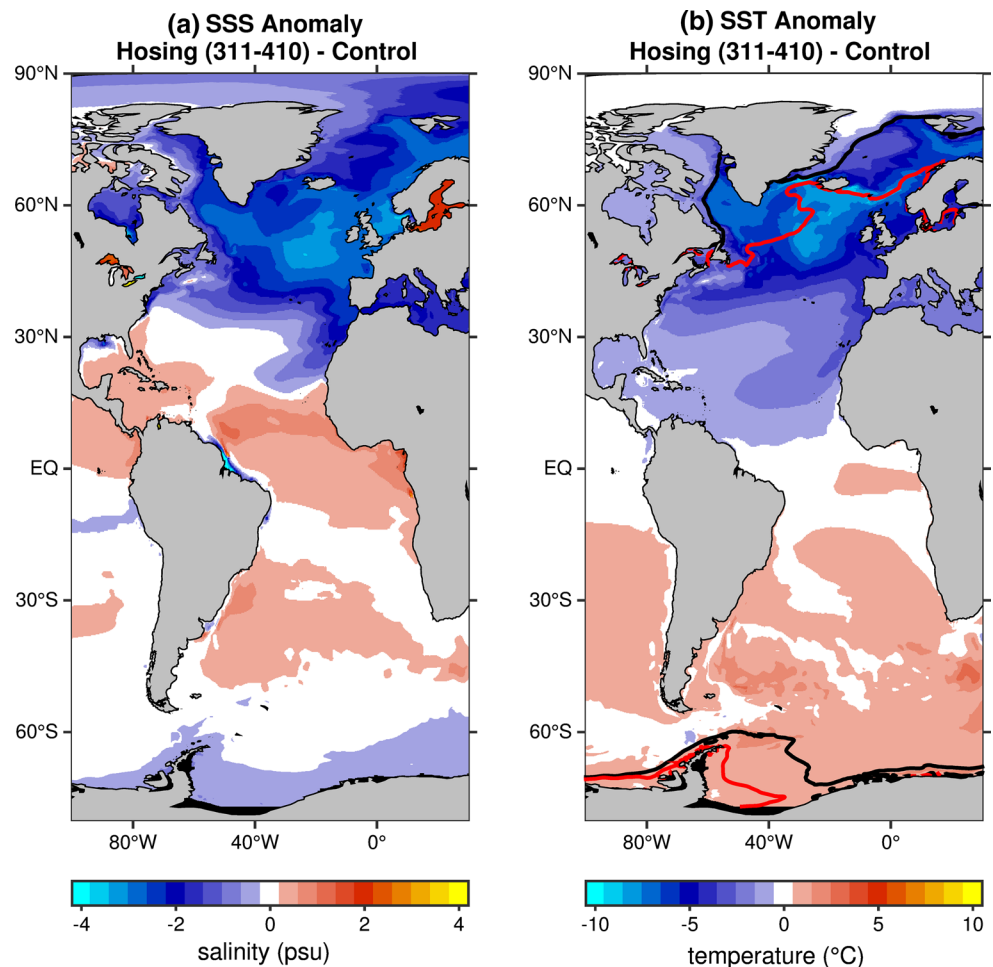 (a) SSS Anomaly
Hosing (311-410) - Control
90°N
60°N
30°N
EQ
30°S
60°S
80°W 40°W 0°
-4 -2 0 2 4
salinity (psu)
(b) SST Anomaly
Hosing (311-410) - Control
90°N
60°N
30°N
EQ
30°S
60°S
80°W 40°W 0°
-10 -5 0 5 10
temperature (°C)